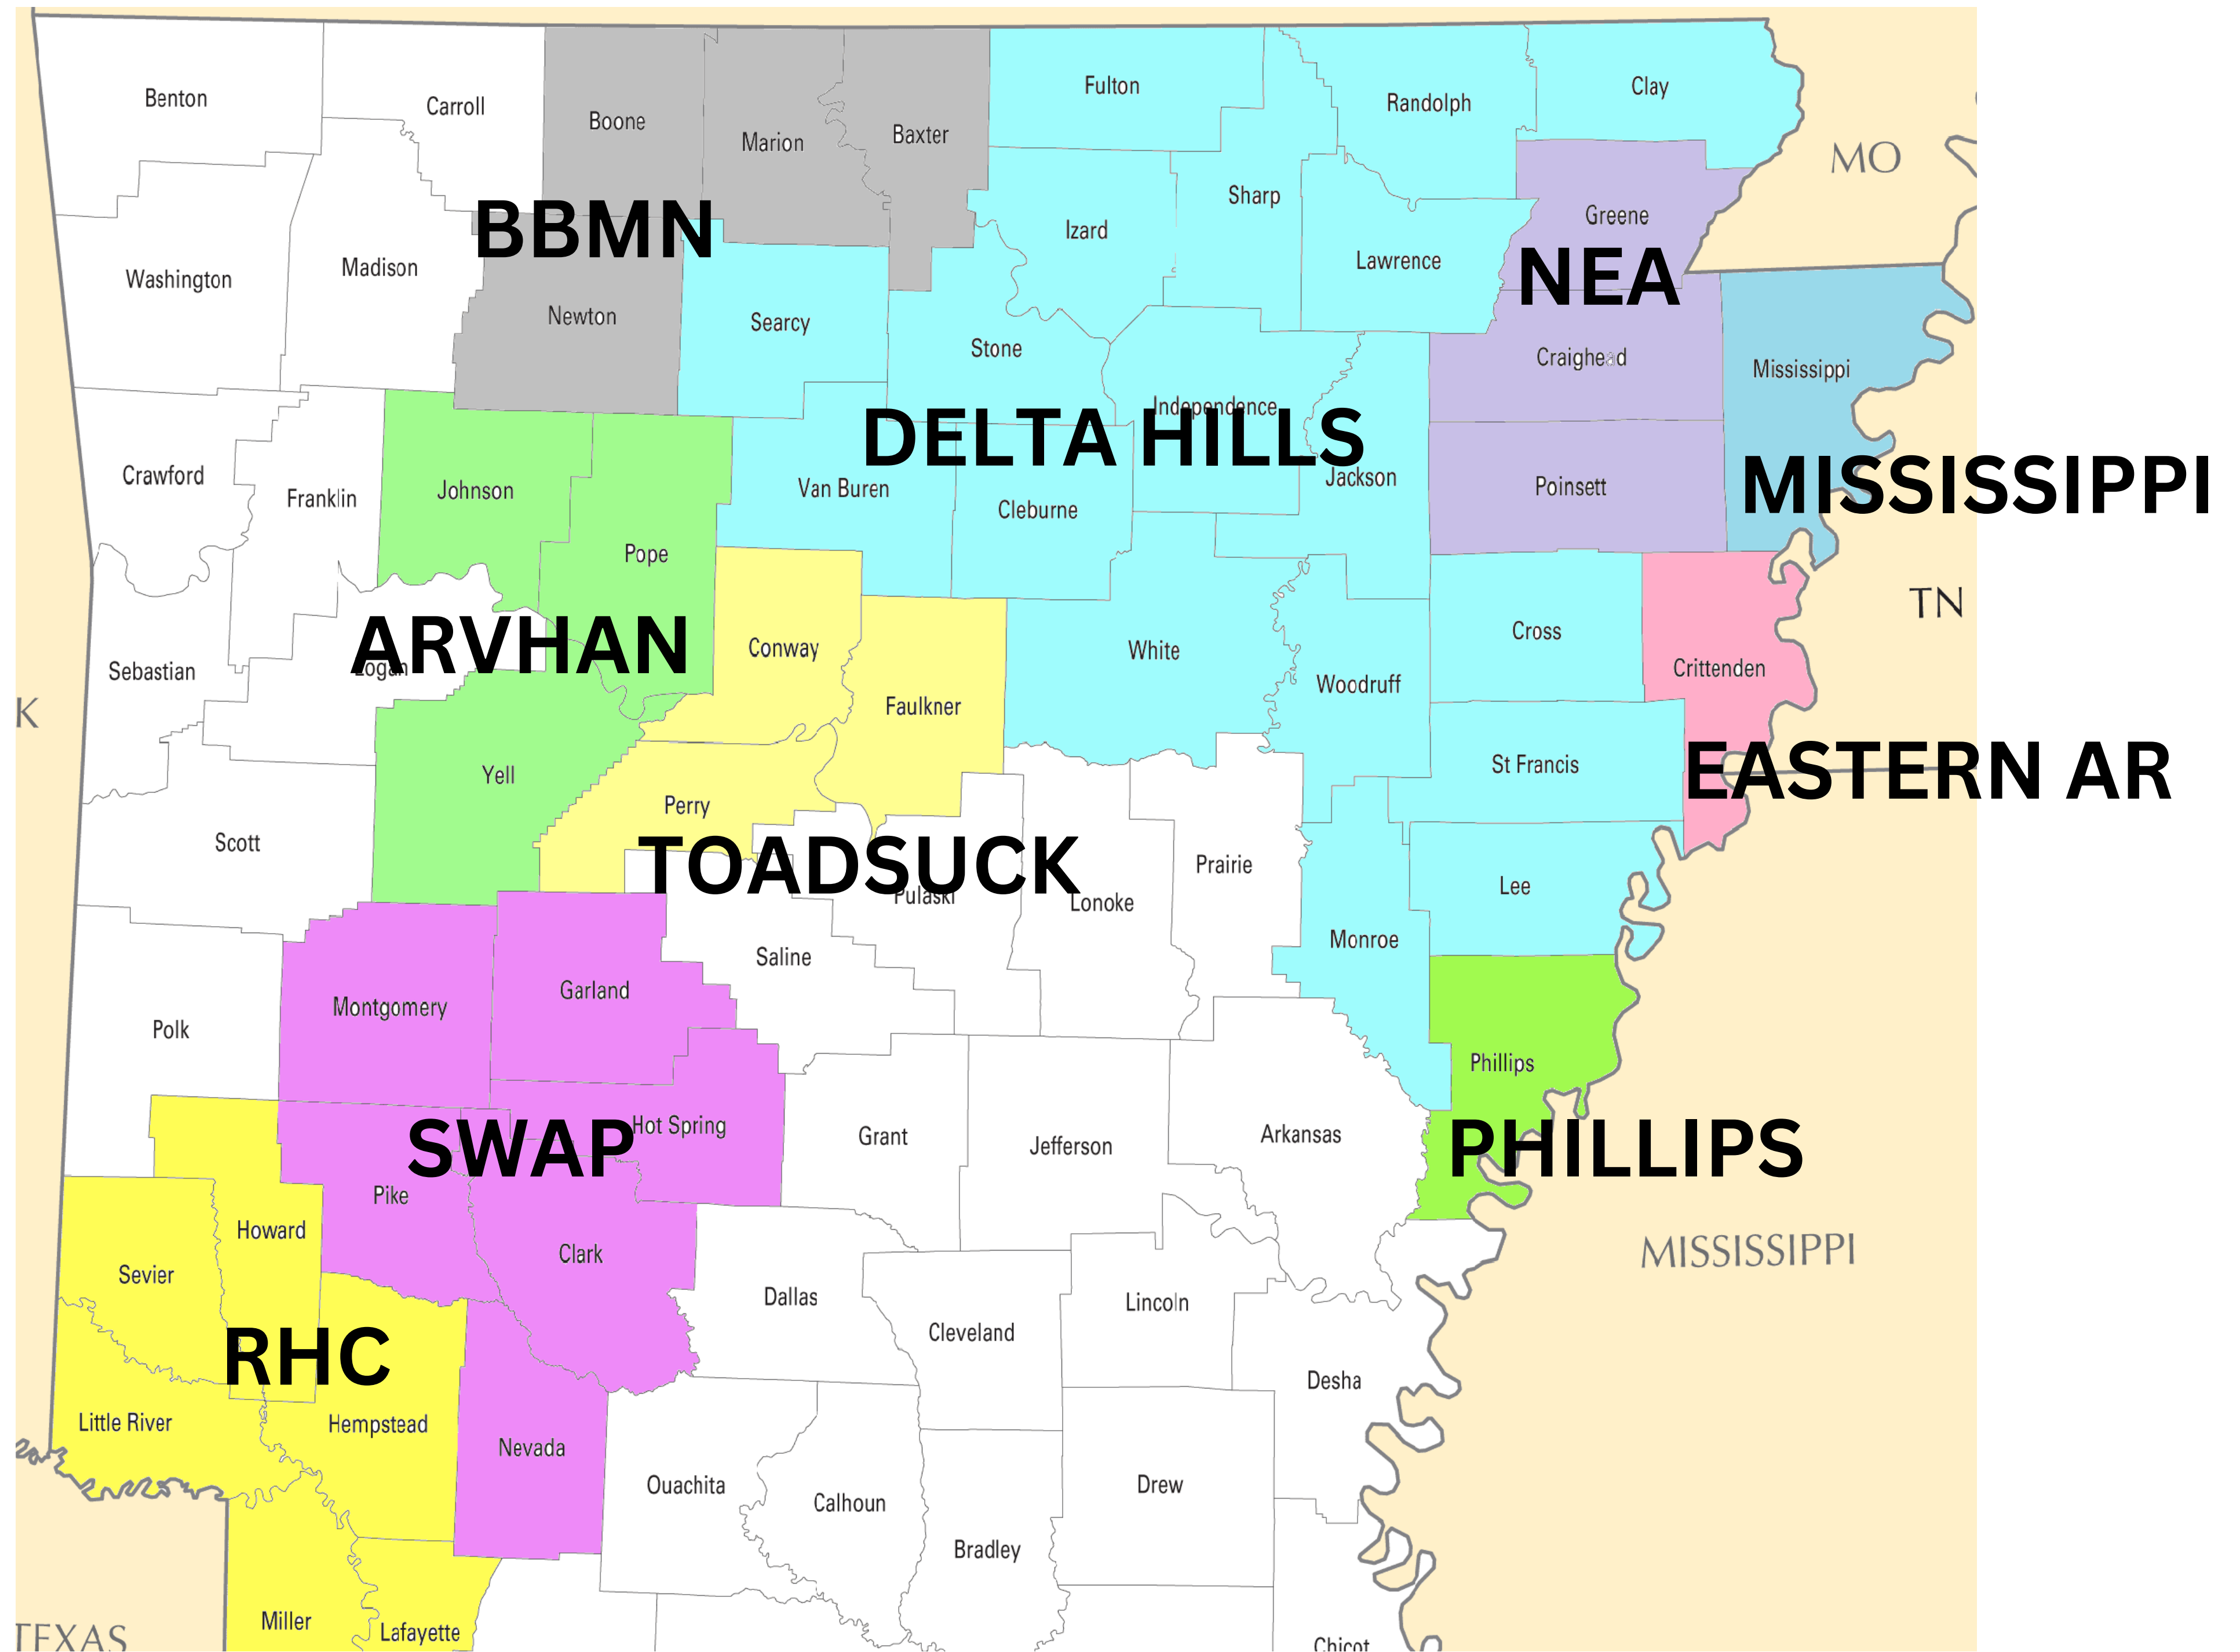 Benton
Carroll
Boone
Marion
Baxter
Fulton
Randolph
Clay
MO
Washington
Madison
BBMN
Newton
Searcy
Izard
Sharp
Lawrence
Greene
NEA
Stone
Independence
Craighead
Mississippi
Crawford
Franklin
Johnson
Pope
Van Buren
DELTA HILLS
Cleburne
Jackson
Poinsett
MISSISSIPPI
TN
Sebastian
Logan
ARVHAN
Conway
Faulkner
White
Woodruff
Cross
Crittenden
K
Yell
Perry
St Francis
EASTERN AR
Scott
TOADSUCK
Pulaski
Lonoke
Prairie
Lee
Saline
Monroe
Polk
Montgomery
Garland
Phillips
SWAP
Hot Spring
Grant
Jefferson
Arkansas
PHILLIPS
Pike
Howard
Clark
MISSISSIPPI
Sevier
Dallas
Cleveland
Lincoln
RHC
Desha
Little River
Hempstead
Nevada
Ouachita
Calhoun
Bradley
Drew
TEXAS
Miller
Lafayette
Chicot